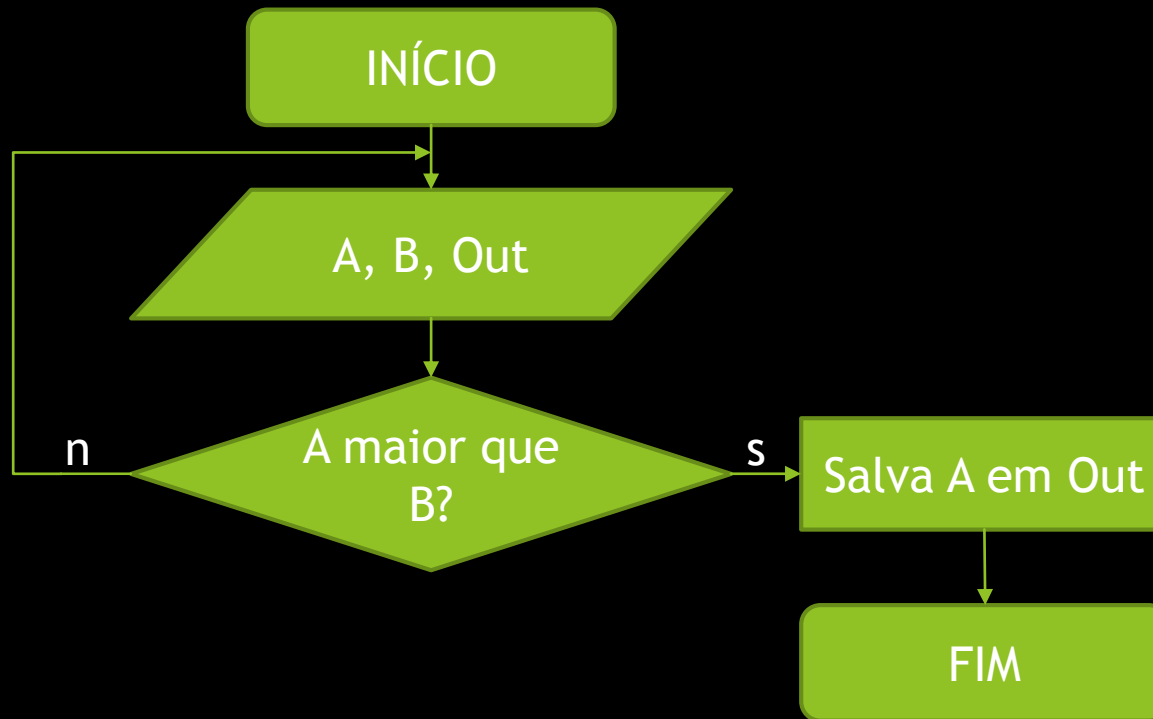 INÍCIO
A, B, Out
A maior que
B?
n
s
Salva A em Out
FIM